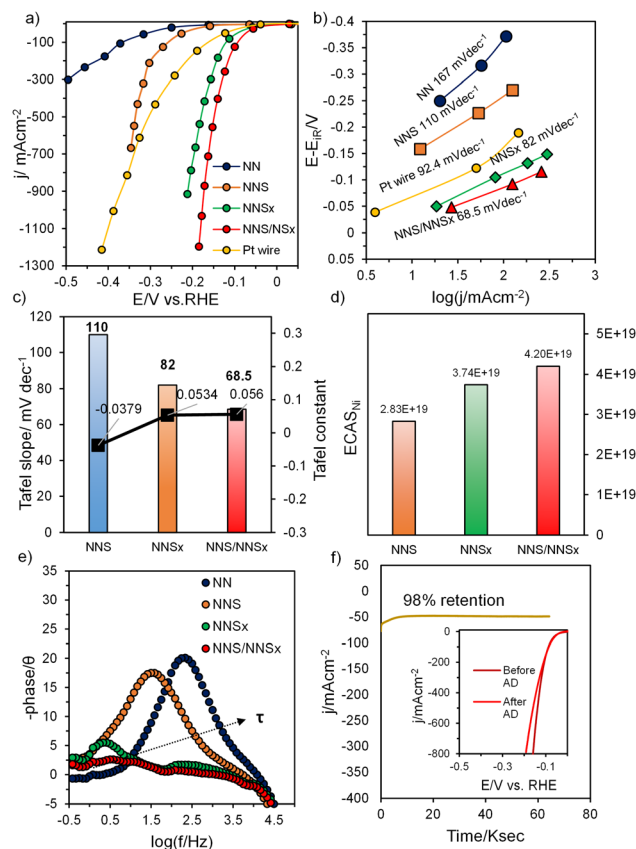 a)
-100
-300
-500
-700
-900
-1100
-1300
j/ mAcm-2
-0.5
-0.4
-0.3
-0.2
-0.1
0
E/V vs.RHE
NN
NNS
NNSx
NNS/NSx
Pt wire
b)
-0.4
-0.35
-0.3
-0.25
-0.2
-0.15
-0.1
-0.05
0
0.05
E-EiR/V
0.5
1
1.5
2
2.5
3
log(j/mAcm-2)
NN 167 mVdec-1
NNS 110 mVdec-1
Pt wire 92.4 mVdec-1
NNSx 82 mVdec-1
NNS/NNSx 68.5 mVdec-1
c)
120
100
80
60
40
20
0
Tafel slope/ mV dec-1
110
82
68.5
-0.0379
0.0534
0.056
0.3
0.2
0.1
0
-0.1
-0.2
-0.3
Tafel constant
NNS
NNSx
NNS/NNSx
d)
ECASNi
2.83E+19
3.74E+19
4.20E+19
5E+19
4E+19
3E+19
2E+19
1E+19
0
NNS
NNSx
NNS/NNSx
e)
-35
-30
-25
20
15
10
5
0
-5
-phase/θ
-0.5
0.5
1.5
2.5
3.5
4.5
log(f/Hz)
NN
NNS
NNSx
NNS/NNSx
τ
f)
0
-50
-100
-150
-200
-250
-300
-350
-400
j/mAcm-2
98% retention
0
20
40
60
80
Time/Ksec
0
-200
-400
-600
-800
j/mAcm-2
Before
AD
After
AD
-0.5
-0.3
-0.1
E/V vs. RHE